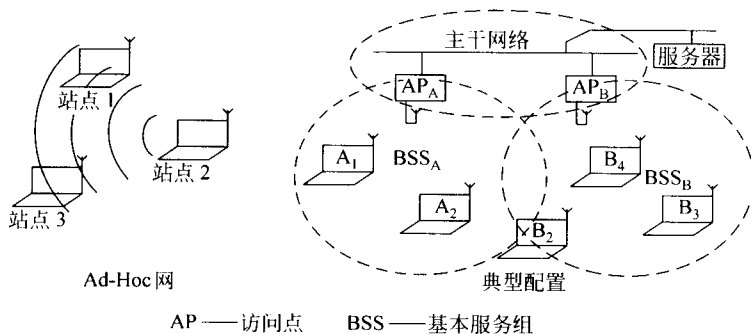 站点 1
站点 2
站点 3
Ad-Hoc 网
主干网络
服务器
AP_A
AP_B
A_1
BSS_A
A_2
B_4
BSS_B
B_3
B_2
典型配置
AP——访问点 BSS——基本服务组